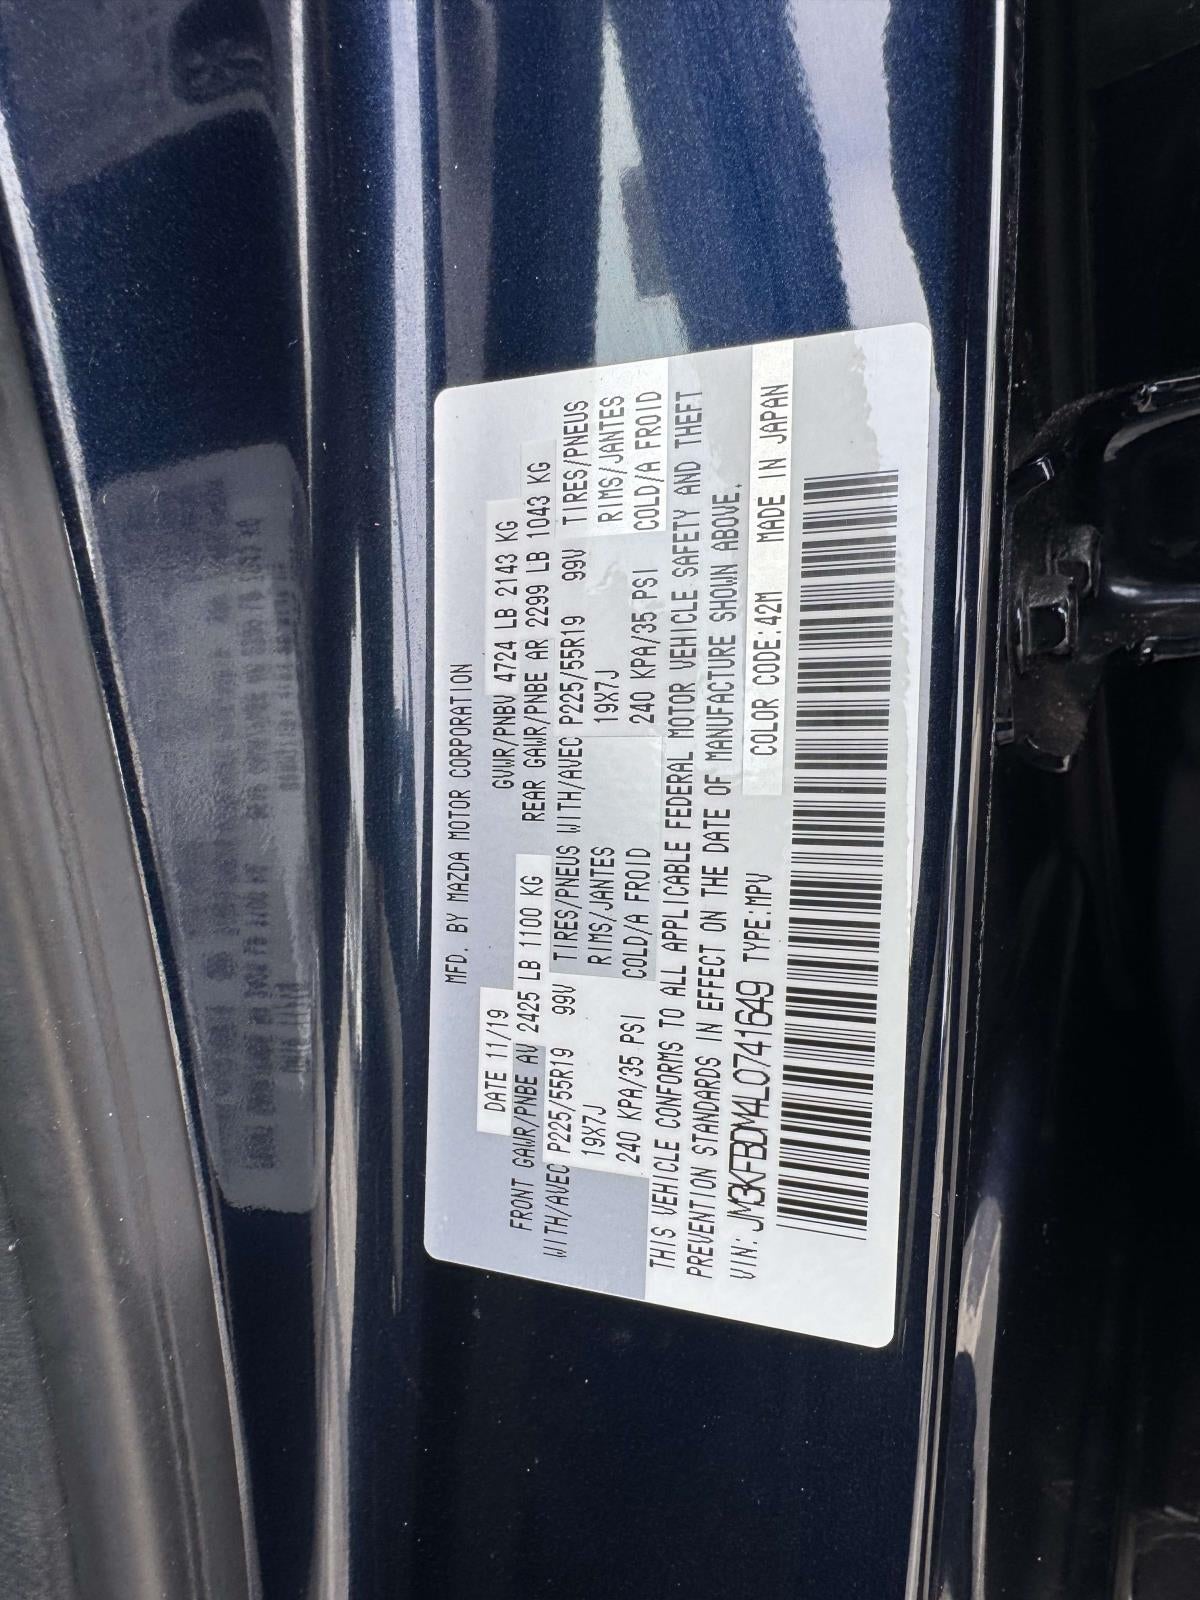 MFD. BY MAZDA MOTOR CORPORATION
DATE 11/19 GVWR/PNBV 4724 LB 2143 KG
FRONT GAWR/PNBE AV 2425 LB 1100 KG REAR GAWR/PNBE AR 2299 LB 1043 KG
WITH/AVEC P225/55R19 99V TIRES/PNEUS WITH/AVEC P225/55R19 99V TIRES/PNEUS
19X7J RIMS/JANTES 19X7J RIMS/JANTES
240 KPA/35 PSI COLD/A FROID 240 KPA/35 PSI COLD/A FROID
THIS VEHICLE CONFORMS TO ALL APPLICABLE FEDERAL MOTOR VEHICLE SAFETY AND THEFT
PREVENTION STANDARDS IN EFFECT ON THE DATE OF MANUFACTURE SHOWN ABOVE.
VIN: JM3KFBDM4L0741649 TYPE:MPV COLOR CODE:42M MADE IN JAPAN